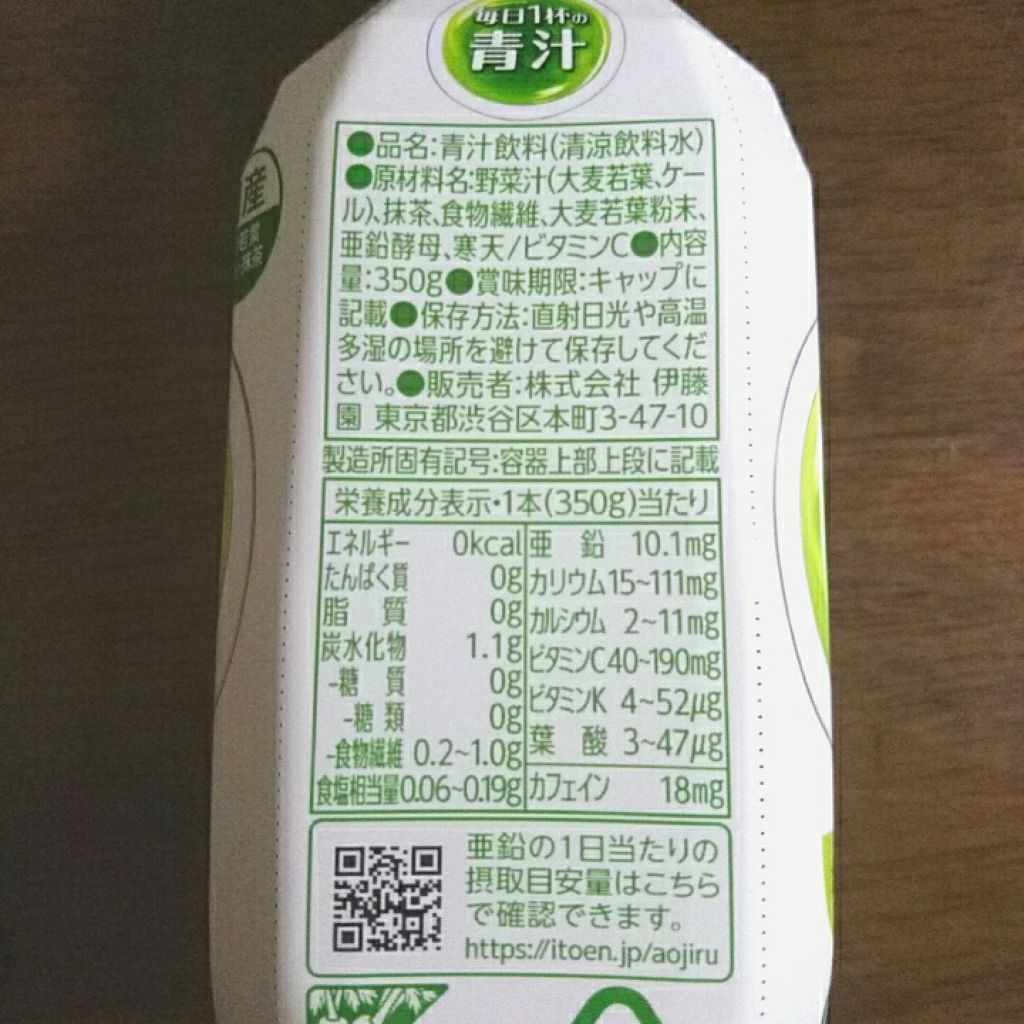 毎日1杯の
青汁
産
抹茶
●品名:青汁飲料(清涼飲料水)
●原材料名:野菜汁(大麦若葉、ケー
ル)、抹茶、食物繊維、大麦若葉粉末、
亜鉛酵母、寒天/ビタミンC●内容
量:350g●賞味期限:キャップに
記載●保存方法:直射日光や高温
多湿の場所を避けて保存してくだ
さい。●販売者:株式会社 伊藤
園 東京都渋谷区本町3-47-10
製造所固有記号:容器上部上段に記載
栄養成分表示・1本(350g)当たり
エネルギー 0kcal
たんぱく質 0g
脂質 0g
炭水化物 1.1g
-糖質 0g
-糖類 0g
-食物繊維 0.2~1.0g
食塩相当量 0.06~0.19g
亜鉛 10.1mg
カリウム 15~111mg
カルシウム 2~11mg
ビタミンC 40~190mg
ビタミンK 4~52μg
葉酸 3~47μg
カフェイン 18mg
亜鉛の1日当たりの
摂取目安量はこちら
で確認できます。
https://itoen.jp/aojiru